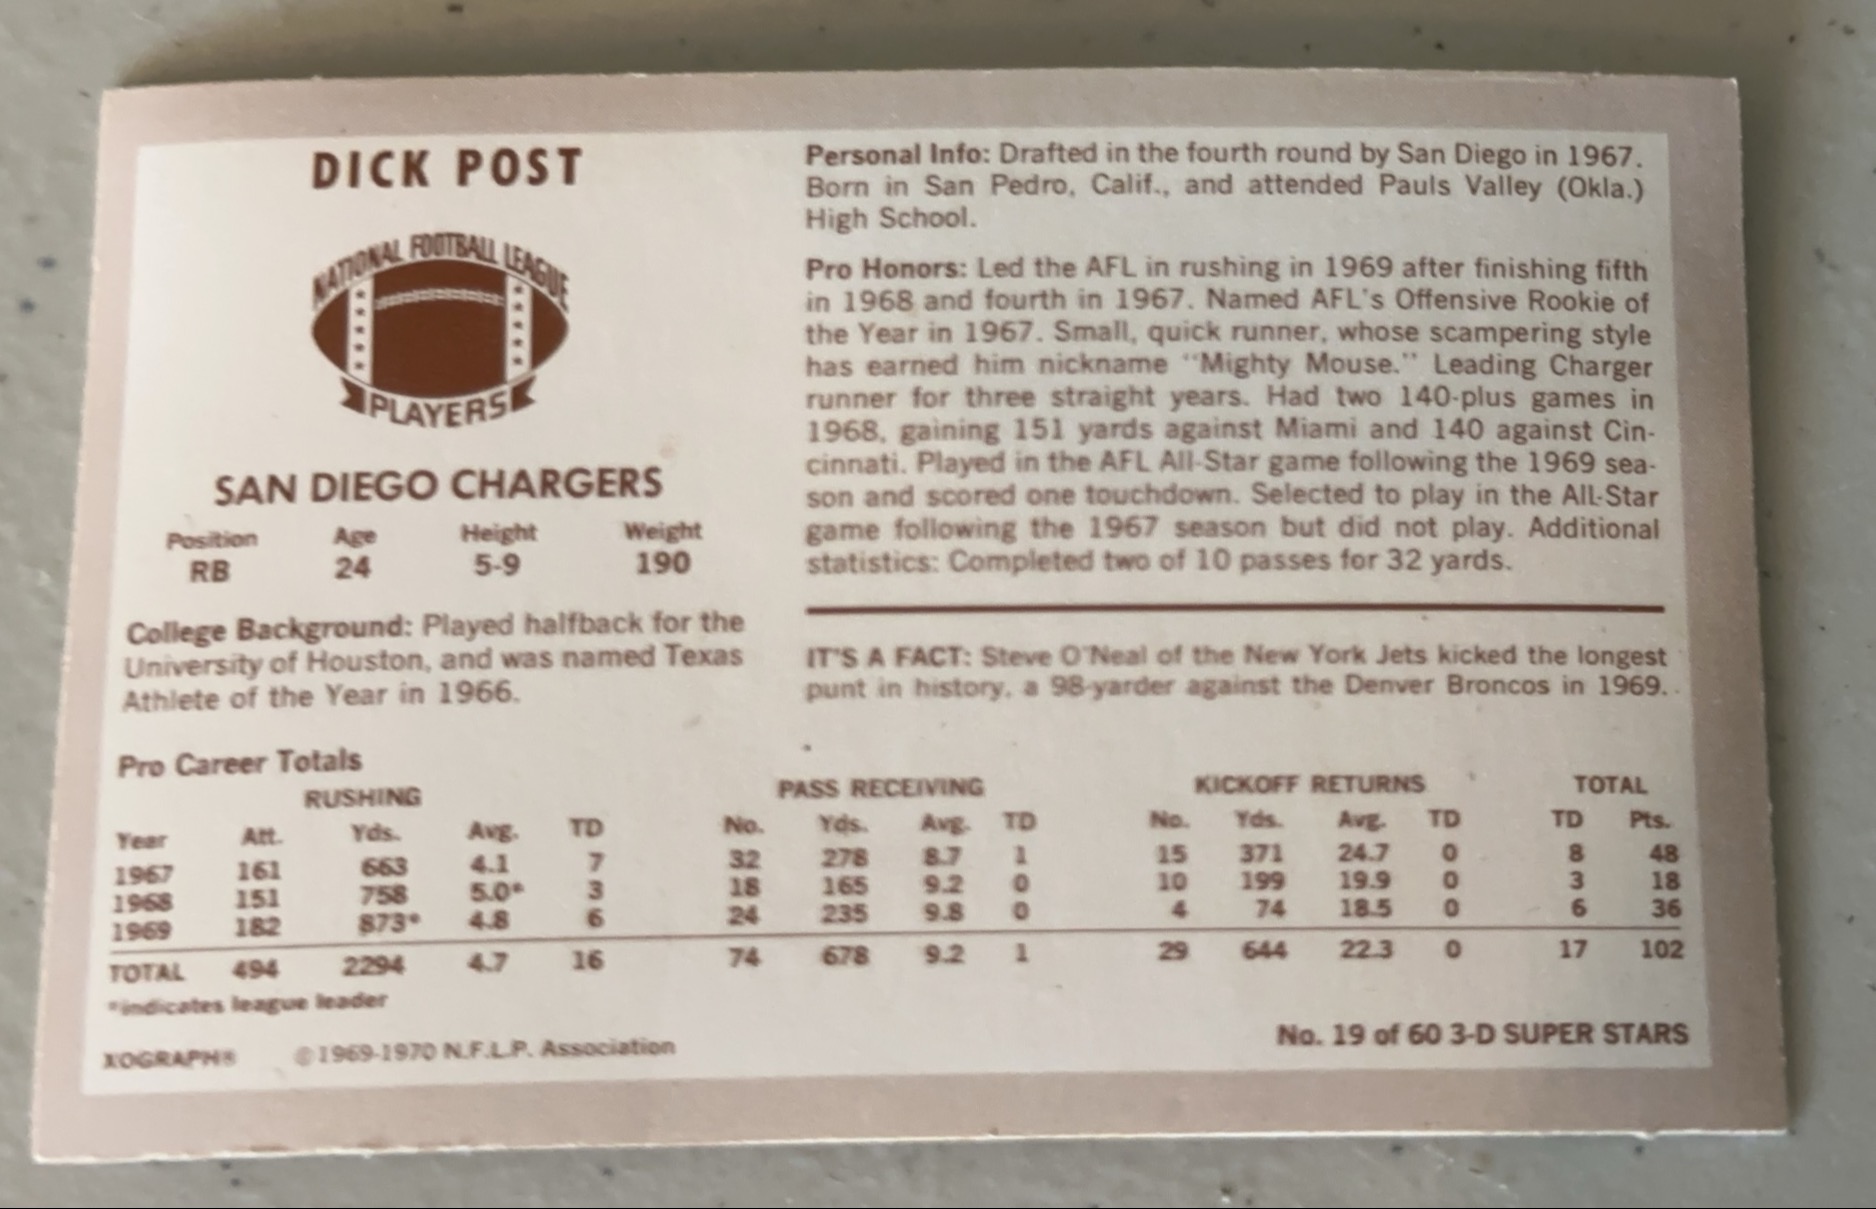 DICK POST
NATIONAL FOOTBALL LEAGUE
PLAYERS
SAN DIEGO CHARGERS
Position Age Height Weight
RB 24 5-9 190
College Background: Played halfback for the
University of Houston, and was named Texas
Athlete of the Year in 1966.
Personal Info: Drafted in the fourth round by San Diego in 1967.
Born in San Pedro, Calif., and attended Pauls Valley (Okla.)
High School.
Pro Honors: Led the AFL in rushing in 1969 after finishing fifth
in 1968 and fourth in 1967. Named AFL's Offensive Rookie of
the Year in 1967. Small, quick runner, whose scampering style
has earned him nickname "Mighty Mouse." Leading Charger
runner for three straight years. Had two 140-plus games in
1968, gaining 151 yards against Miami and 140 against Cin-
cinnati. Played in the AFL All-Star game following the 1969 sea-
son and scored one touchdown. Selected to play in the All-Star
game following the 1967 season but did not play. Additional
statistics: Completed two of 10 passes for 32 yards.
IT'S A FACT: Steve O'Neal of the New York Jets kicked the longest
punt in history, a 98-yarder against the Denver Broncos in 1969.
Pro Career Totals
RUSHING PASS RECEIVING KICKOFF RETURNS TOTAL
Year Att. Yds. Avg. TD No. Yds. Avg. TD No. Yds. Avg. TD TD Pts.
1967 161 663 4.1 7 32 278 8.7 1 15 371 24.7 0 8 48
1968 151 758 5.0* 3 18 165 9.2 0 10 199 19.9 0 3 18
1969 182 873* 4.8 6 24 235 9.8 0 4 74 18.5 0 6 36
TOTAL 494 2294 4.7 16 74 678 9.2 1 29 644 22.3 0 17 102
*indicates league leader
XOGRAPH® ©1969-1970 N.F.L.P. Association
No. 19 of 60 3-D SUPER STARS